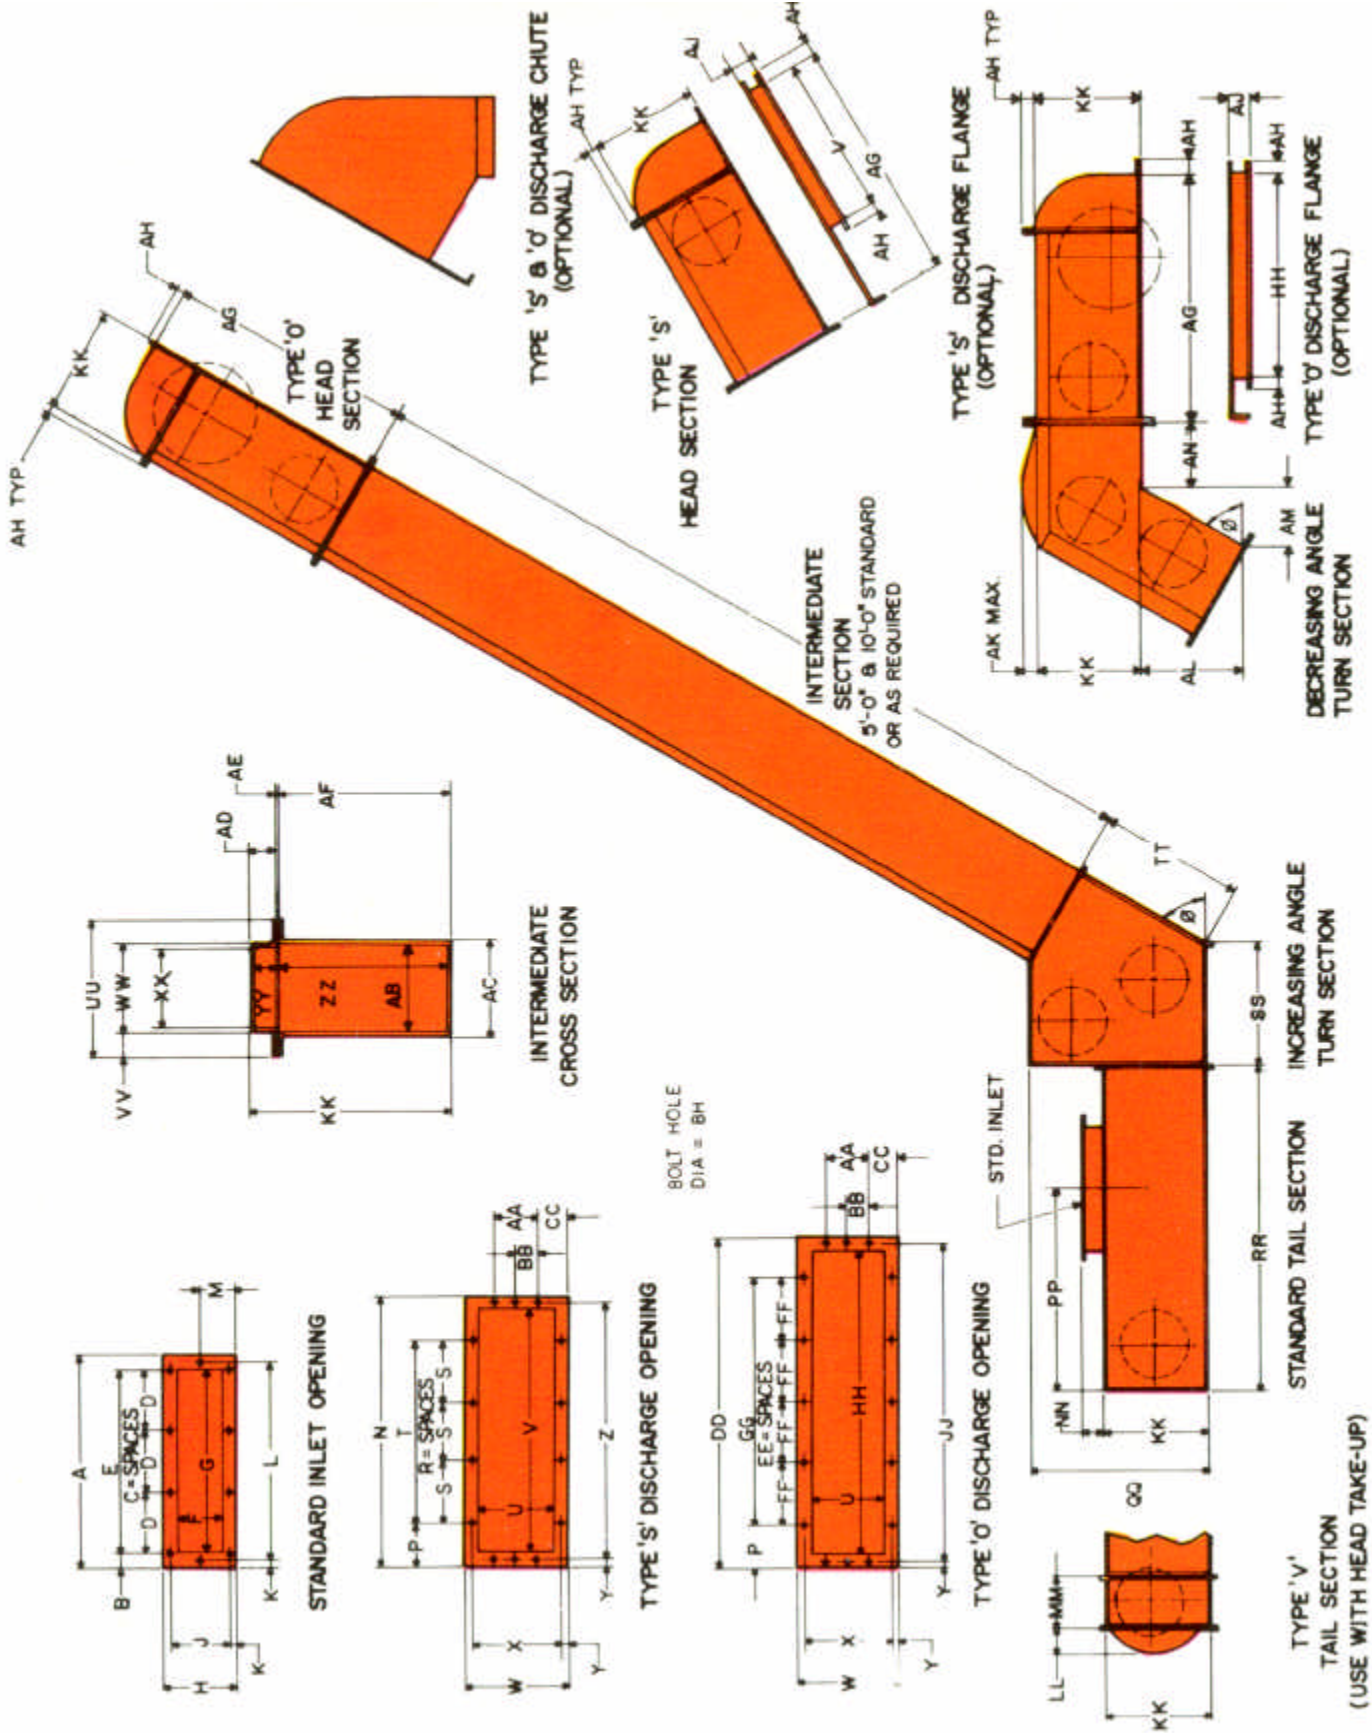 AH TYP
KK
AH
AG
TYPE 'O'
HEAD
SECTION
TYPE 'S' & 'O' DISCHARGE CHUTE
(OPTIONAL)
AH TYP
KK
AJ
AH
V
AG
AH
TYPE 'S'
HEAD SECTION
TYPE 'S' DISCHARGE FLANGE
(OPTIONAL)
INTERMEDIATE
SECTION
5'-0" & 10'-0" STANDARD
OR AS REQUIRED
AK MAX.
KK
AL
AN
AG
AH
AH TYP
KK
Ø
AM
DECREASING ANGLE
TURN SECTION
AH
HH
AH
AJ
TYPE 'O' DISCHARGE FLANGE
(OPTIONAL)
VV
UU
WW
XX
AD
AE
YY
ZZ
AB
AF
KK
AC
INTERMEDIATE
CROSS SECTION
A
E
B
C=SPACES
D
D
D
M
F
G
H
J
K
K
L
STANDARD INLET OPENING
N
T
P
R=SPACES
S
S
S
AA
BB
CC
U
V
W
X
Y
Y
Z
TYPE 'S' DISCHARGE OPENING
BOLT HOLE
DIA = BH
DD
GG
P
EE=SPACES
FF
FF
FF
FF
AA
BB
CC
U
HH
W
X
Y
Y
JJ
TYPE 'O' DISCHARGE OPENING
STD. INLET
PP
NN
KK
QQ
RR
SS
TT
Ø
STANDARD TAIL SECTION
INCREASING ANGLE
TURN SECTION
LL
MM
KK
TYPE 'V'
TAIL SECTION
(USE WITH HEAD TAKE-UP)